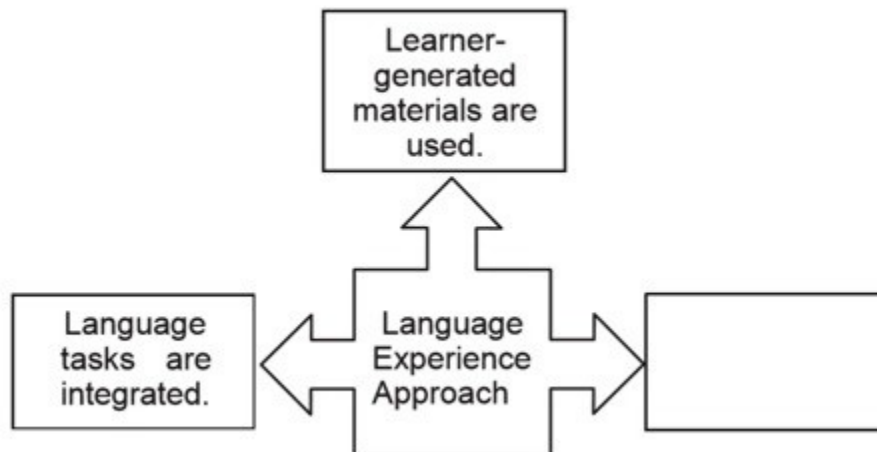 Learner-
generated
materials are
used.
Language
tasks are
integrated.
Language
Experience
Approach